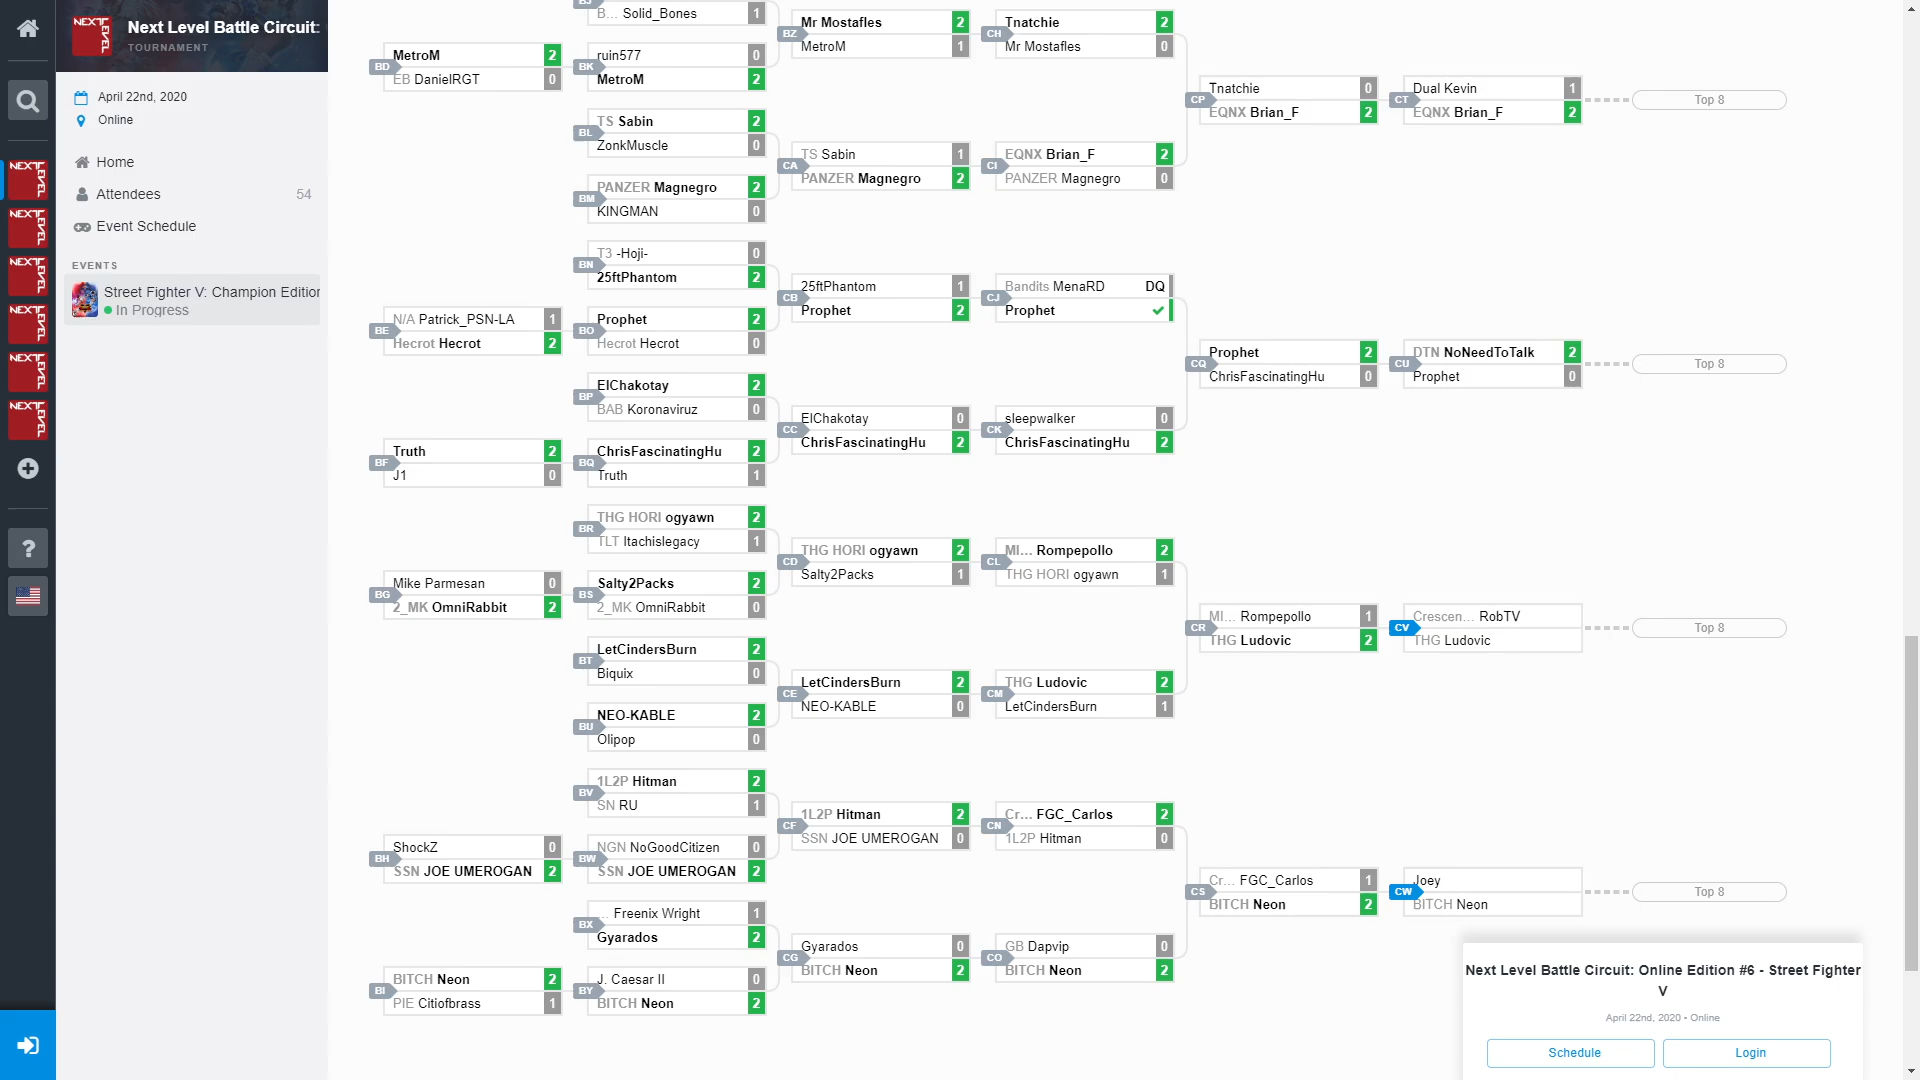 Next Level Battle Circuit:
TOURNAMENT
April 22nd, 2020
Online
Home
Attendees 54
Event Schedule
EVENTS
Street Fighter V: Champion Edition
In Progress
BD
MetroM 2
EB DanielRGT 0
BE
N/A Patrick_PSN-LA 1
Hecrot Hecrot 2
BF
Truth 2
J1 0
BG
Mike Parmesan 0
2_MK OmniRabbit 2
BH
ShockZ 0
SSN JOE UMEROGAN 2
BI
BITCH Neon 2
PIE Citiofbrass 1
BJ
B... Solid_Bones 1
BK
ruin577 0
MetroM 2
BL
TS Sabin 2
ZonkMuscle 0
BM
PANZER Magnegro 2
KINGMAN 0
BN
T3 -Hoji- 0
25ftPhantom 2
BO
Prophet 2
Hecrot Hecrot 0
BP
ElChakotay 2
BAB Koronaviruz 0
BQ
ChrisFascinatingHu 2
Truth 1
BR
THG HORI ogyawn 2
TLT Itachislegacy 1
BS
Salty2Packs 2
2_MK OmniRabbit 0
BT
LetCindersBurn 2
Biquix 0
BU
NEO-KABLE 2
Olipop 0
BV
1L2P Hitman 2
SN RU 1
BW
NGN NoGoodCitizen 0
SSN JOE UMEROGAN 2
BX
... Freenix Wright 1
Gyarados 2
BY
J. Caesar II 0
BITCH Neon 2
BZ
Mr Mostafles 2
MetroM 1
CA
TS Sabin 1
PANZER Magnegro 2
CB
25ftPhantom 1
Prophet 2
CC
ElChakotay 0
ChrisFascinatingHu 2
CD
THG HORI ogyawn 2
Salty2Packs 1
CE
LetCindersBurn 2
NEO-KABLE 0
CF
1L2P Hitman 2
SSN JOE UMEROGAN 0
CG
Gyarados 0
BITCH Neon 2
CH
Tnatchie 2
Mr Mostafles 0
CI
EQNX Brian_F 2
PANZER Magnegro 0
CJ
Bandits MenaRD DQ
Prophet ✓
CK
sleepwalker 0
ChrisFascinatingHu 2
CL
MI... Rompepollo 2
THG HORI ogyawn 1
CM
THG Ludovic 2
LetCindersBurn 1
CN
Cr... FGC_Carlos 2
1L2P Hitman 0
CO
GB Dapvip 0
BITCH Neon 2
CP
Tnatchie 0
EQNX Brian_F 2
CQ
Prophet 2
ChrisFascinatingHu 0
CR
MI... Rompepollo 1
THG Ludovic 2
CS
Cr... FGC_Carlos 1
BITCH Neon 2
CT
Dual Kevin 1
EQNX Brian_F 2
Top 8
CU
DTN NoNeedToTalk 2
Prophet 0
Top 8
CV
Crescen... RobTV
THG Ludovic
Top 8
CW
Joey
BITCH Neon
Top 8
Next Level Battle Circuit: Online Edition #6 - Street Fighter
V
April 22nd, 2020 • Online
Schedule
Login
NEXT LEVEL
NEXT LEVEL
NEXT LEVEL
NEXT LEVEL
NEXT LEVEL
NEXT LEVEL
NEXT LEVEL
?